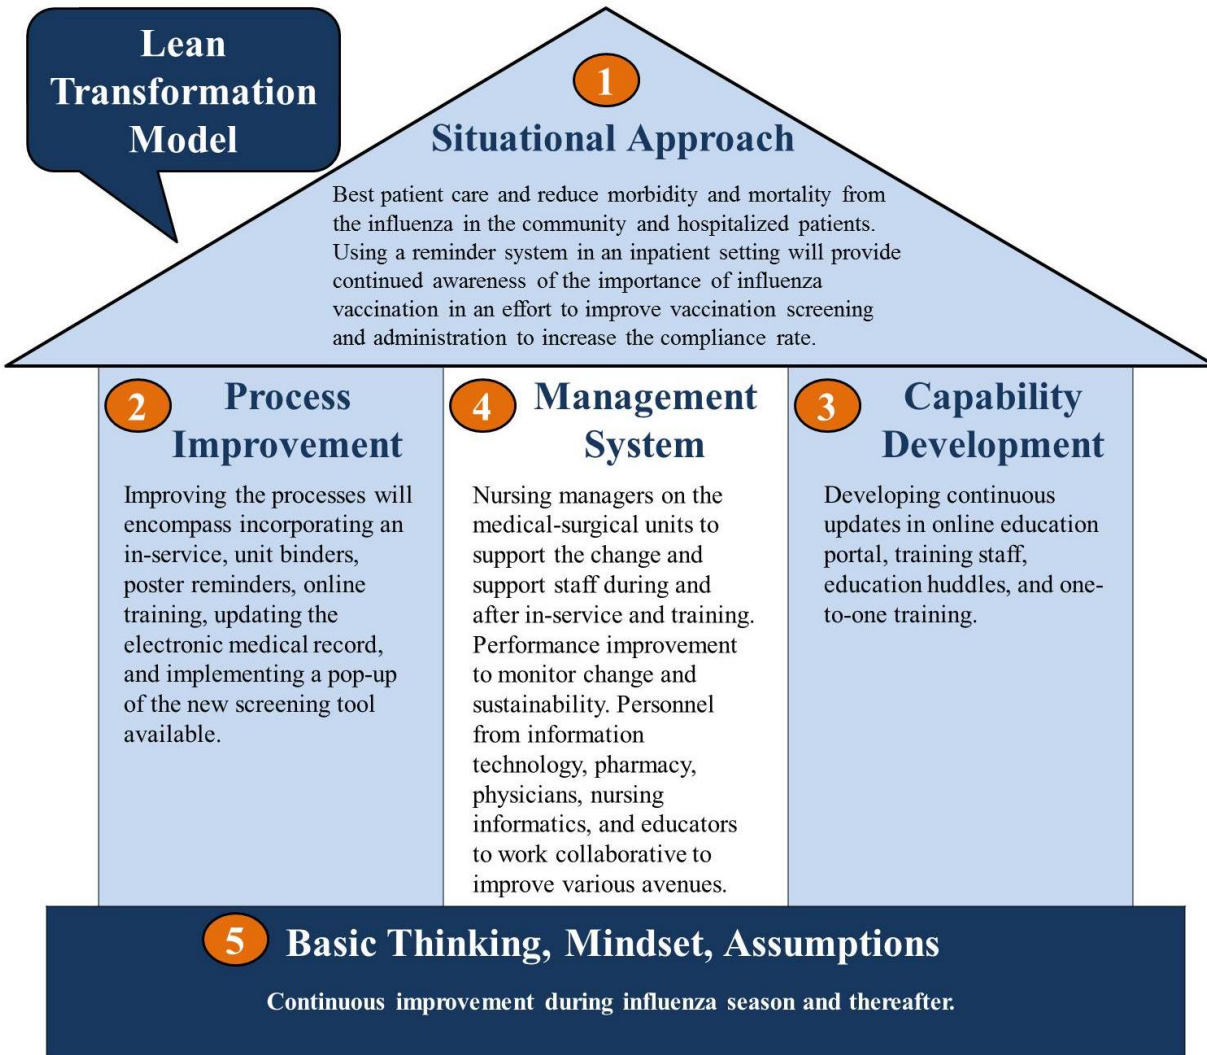 Lean
Transformation
Model
1
Situational Approach
Best patient care and reduce morbidity and mortality from
the influenza in the community and hospitalized patients.
Using a reminder system in an inpatient setting will provide
continued awareness of the importance of influenza
vaccination in an effort to improve vaccination screening
and administration to increase the compliance rate.
2
Process
Improvement
Improving the processes will
encompass incorporating an
in-service, unit binders,
poster reminders, online
training, updating the
electronic medical record,
and implementing a pop-up
of the new screening tool
available.
4
Management
System
Nursing managers on the
medical-surgical units to
support the change and
support staff during and
after in-service and training.
Performance improvement
to monitor change and
sustainability. Personnel
from information
technology, pharmacy,
physicians, nursing
informatics, and educators
to work collaborative to
improve various avenues.
3
Capability
Development
Developing continuous
updates in online education
portal, training staff,
education huddles, and one-
to-one training.
5
Basic Thinking, Mindset, Assumptions
Continuous improvement during influenza season and thereafter.